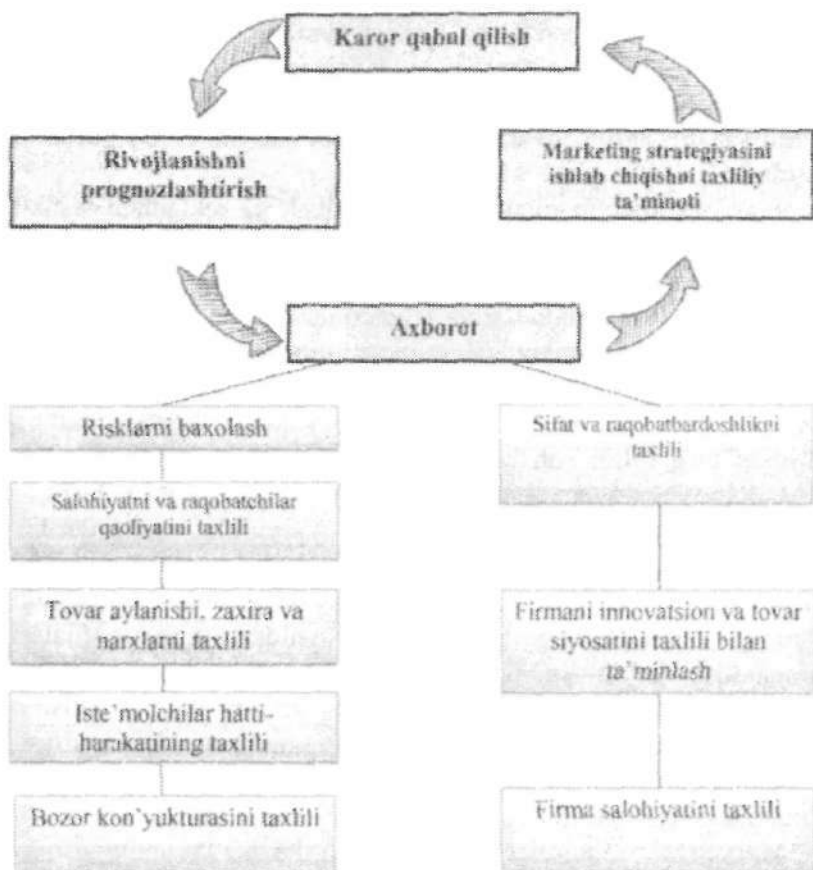 Karor qabul qilish
Rivojlanishni
prognozlashtirish
Marketing strategiyasini
ishlab chiqishni taxliliy
ta'minoti
Axborot
Risklarni baxolash
Salohiyatni va raqobatchilar
qaoliyatini taxlili
Tovar aylanishi, zaxira va
narxlarni taxlili
Iste'molchilar hatti-
harakatining taxlili
Bozor kon'yukturasini taxlili
Sifat va raqobatbardoshlikni
taxlili
Firmani innovatsion va tovar
siyosatini taxlili bilan
ta'minlash
Firma salohiyatini taxlili